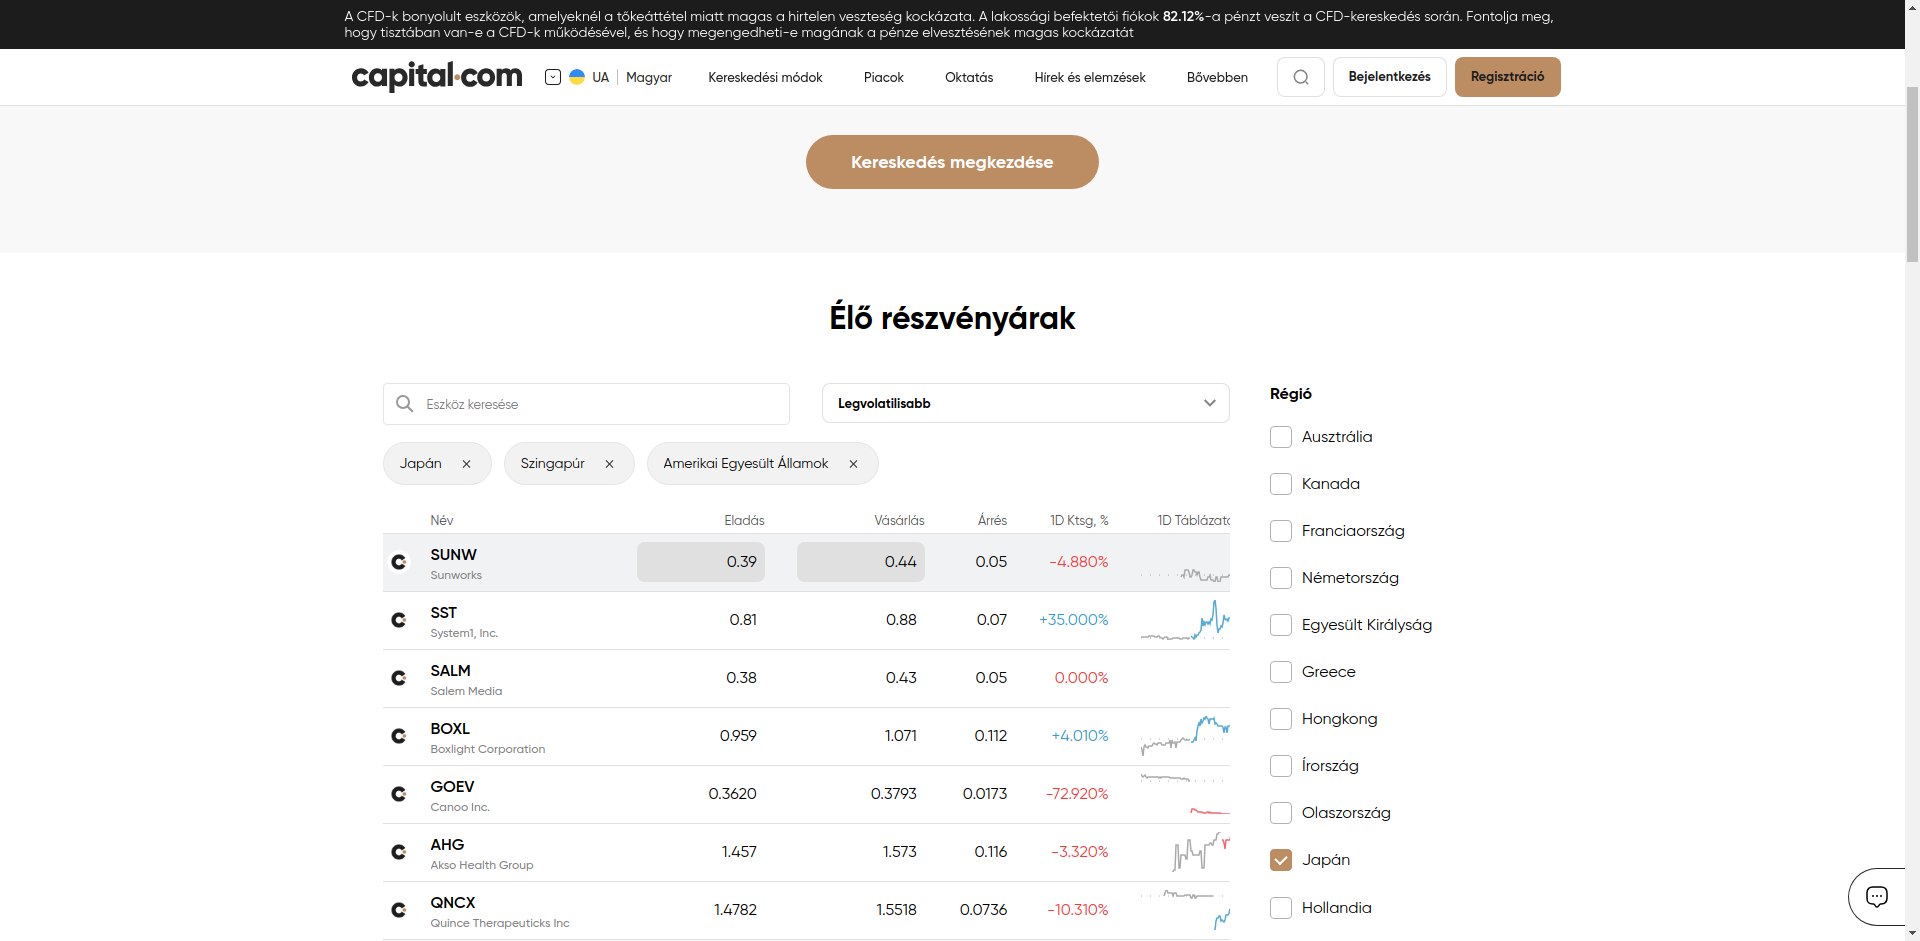 A CFD-k bonyolult eszközök, amelyeknél a tőkeáttétel miatt magas a hirtelen veszteség kockázata. A lakossági befektetői fiókok 82.12%-a pénzt veszít a CFD-kereskedés során. Fontolja meg,
hogy tisztában van-e a CFD-k működésével, és hogy megengedheti-e magának a pénze elvesztésének magas kockázatát
capital.com UA Magyar Kereskedési módok Piacok Oktatás Hírek és elemzések Bővebben Bejelentkezés Regisztráció
Kereskedés megkezdése
Élő részvényárak
Eszköz keresése
Legvolatilisabb
Japán
Szingapúr
Amerikai Egyesült Államok
Név Eladás Vásárlás Árrés 1D Ktsg, % 1D Táblázato
SUNW 0.39 0.44 0.05 -4.880%
Sunworks
SST 0.81 0.88 0.07 +35.000%
System1, Inc.
SALM 0.38 0.43 0.05 0.000%
Salem Media
BOXL 0.959 1.071 0.112 +4.010%
Boxlight Corporation
GOEV 0.3620 0.3793 0.0173 -72.920%
Canoo Inc.
AHG 1.457 1.573 0.116 -3.320%
Akso Health Group
QNCX 1.4782 1.5518 0.0736 -10.310%
Quince Therapeuticks Inc
Régió
Ausztrália
Kanada
Franciaország
Németország
Egyesült Királyság
Greece
Hongkong
Írország
Olaszország
Japán
Hollandia